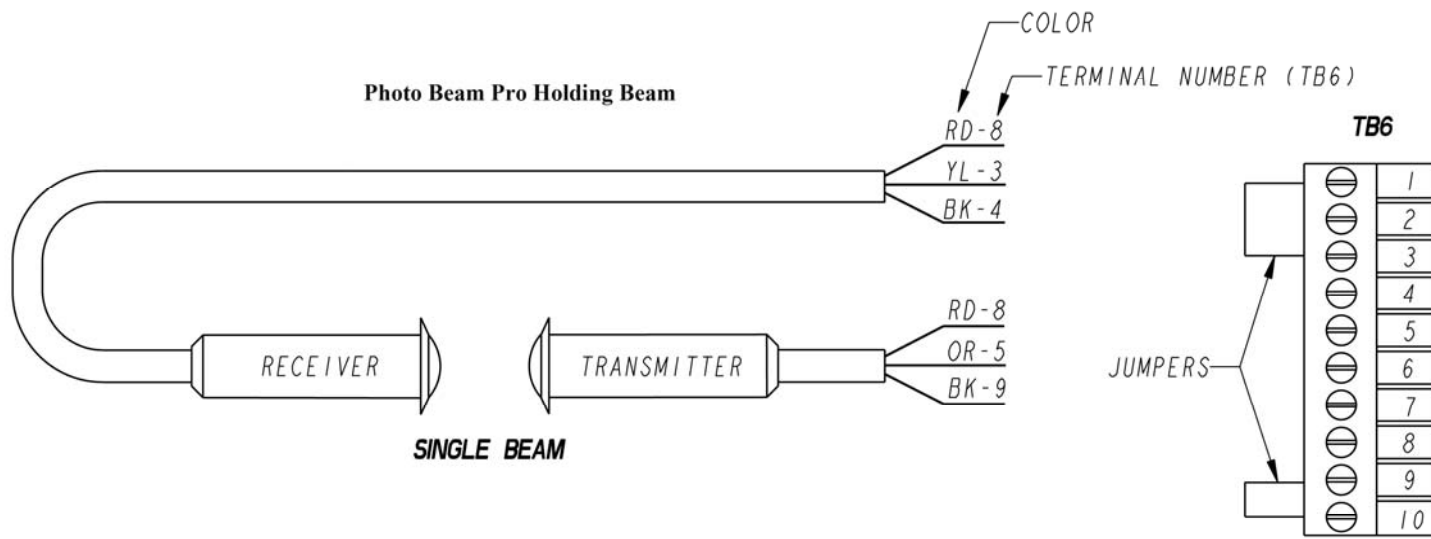 COLOR
TERMINAL NUMBER (TB6)
Photo Beam Pro Holding Beam
RD-8
YL-3
BK-4
TB6
1
2
3
4
5
6
7
8
9
10
RD-8
OR-5
BK-9
RECEIVER
TRANSMITTER
JUMPERS
SINGLE BEAM